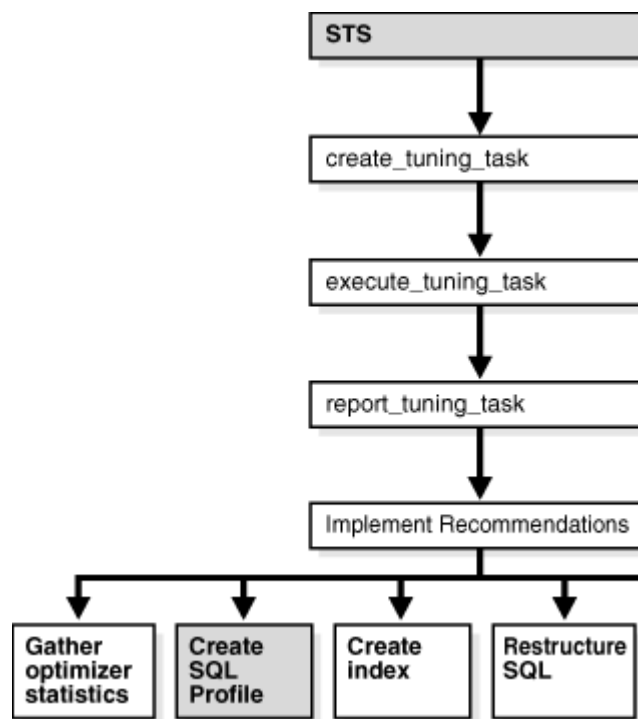 STS
create_tuning_task
execute_tuning_task
report_tuning_task
Implement Recommendations
Gather
optimizer
statistics
Create
SQL
Profile
Create
index
Restructure
SQL